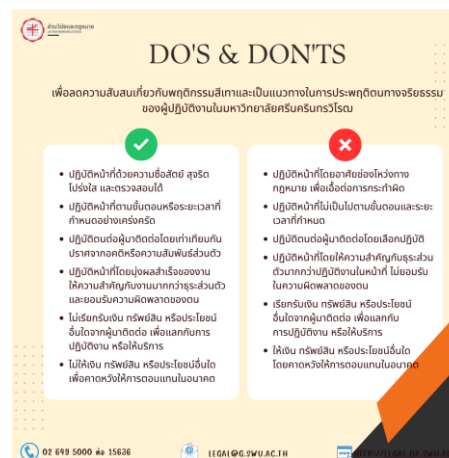 ส่วนวินัยและกฎหมาย
มหาวิทยาลัยศรีนครินทรวิโรฒ
DO'S & DON'TS
เพื่อลดความสับสนเกี่ยวกับพฤติกรรมสีเทาและเป็นแนวทางในการประพฤติตนทางจริยธรรม
ของผู้ปฏิบัติงานในมหาวิทยาลัยศรีนครินทรวิโรฒ
• ปฏิบัติหน้าที่ด้วยความซื่อสัตย์ สุจริต
โปร่งใส และตรวจสอบได้
• ปฏิบัติหน้าที่ตามขั้นตอนหรือระยะเวลาที่
กำหนดอย่างเคร่งครัด
• ปฏิบัติตนต่อผู้มาติดต่อโดยเท่าเทียมกัน
ปราศจากอคติหรือความสัมพันธ์ส่วนตัว
• ปฏิบัติหน้าที่โดยมุ่งผลสำเร็จของงาน
ให้ความสำคัญกับงานมากกว่าธุระส่วนตัว
และยอมรับความผิดพลาดของตน
• ไม่เรียกรับเงิน ทรัพย์สิน หรือประโยชน์
อื่นใดจากผู้มาติดต่อ เพื่อแลกกับการ
ปฏิบัติงาน หรือให้บริการ
• ไม่ให้เงิน ทรัพย์สิน หรือประโยชน์อื่นใด
เพื่อคาดหวังให้การตอบแทนในอนาคต
• ปฏิบัติหน้าที่โดยอาศัยช่องโหว่งทาง
กฎหมาย เพื่อเอื้อต่อการกระทำผิด
• ปฏิบัติหน้าที่ไม่เป็นไปตามขั้นตอนและระยะ
เวลาที่กำหนด
• ปฏิบัติตนต่อผู้มาติดต่อโดยเลือกปฏิบัติ
• ปฏิบัติหน้าที่โดยให้ความสำคัญกับธุระส่วน
ตัวมากกว่าปฏิบัติงานในหน้าที่ ไม่ยอมรับ
ในความผิดพลาดของตน
• เรียกรับเงิน ทรัพย์สิน หรือประโยชน์
อื่นใดจากผู้มาติดต่อ เพื่อแลกกับ
การปฏิบัติงาน หรือให้บริการ
• ให้เงิน ทรัพย์สิน หรือประโยชน์อื่นใด
โดยคาดหวังให้การตอบแทนในอนาคต
02 649 5000 ต่อ 15636
LEGAL@G.SWU.AC.TH